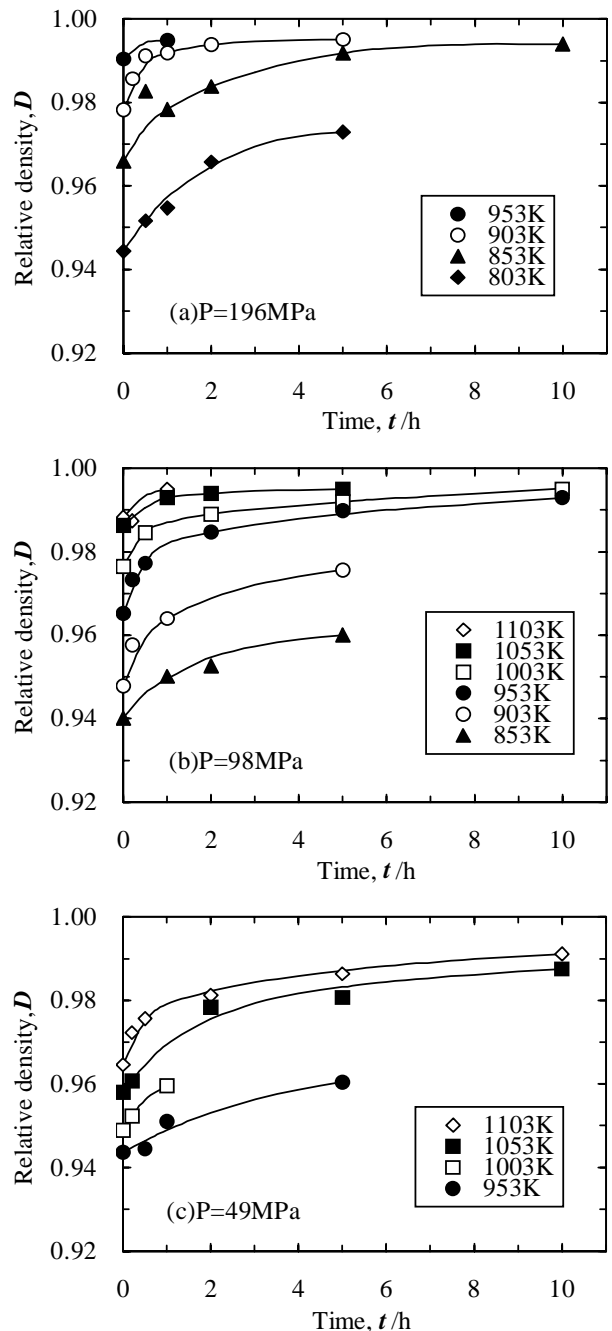 1.00
0.98
0.96
0.94
0.92
Relative density, D
953K
903K
853K
803K
(a)P=196MPa
0 2 4 6 8 10
Time, t /h
1.00
0.98
0.96
0.94
0.92
Relative density, D
1103K
1053K
1003K
953K
903K
853K
(b)P=98MPa
0 2 4 6 8 10
Time, t /h
1.00
0.98
0.96
0.94
0.92
Relative density, D
1103K
1053K
1003K
953K
(c)P=49MPa
0 2 4 6 8 10
Time, t /h